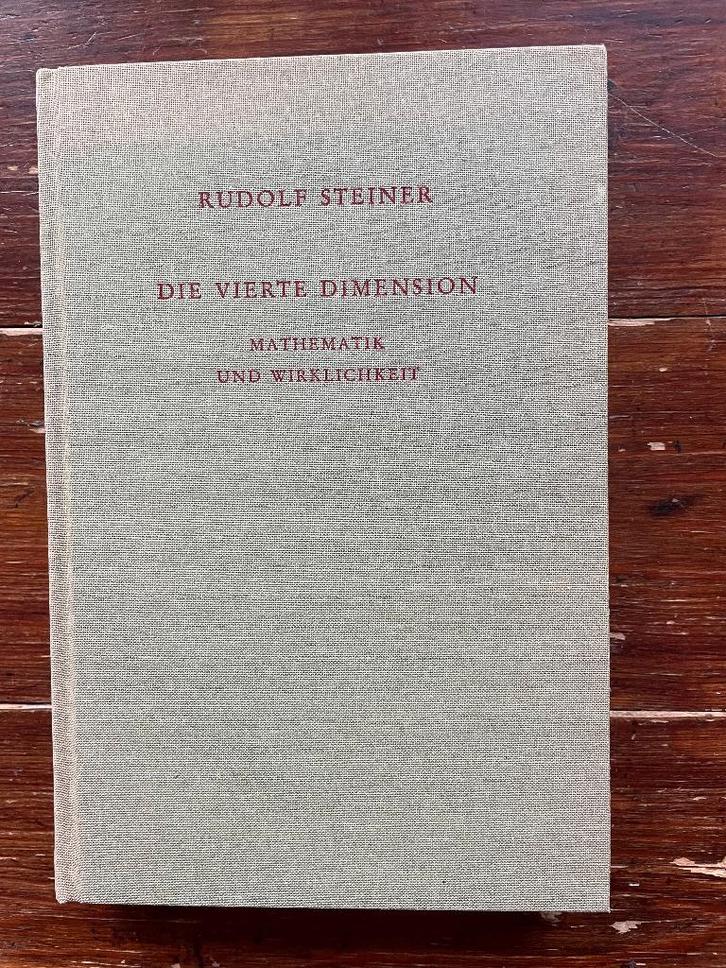 RUDOLF STEINER
DIE VIERTE DIMENSION
MATHEMATIK
UND WIRKLICHKEIT